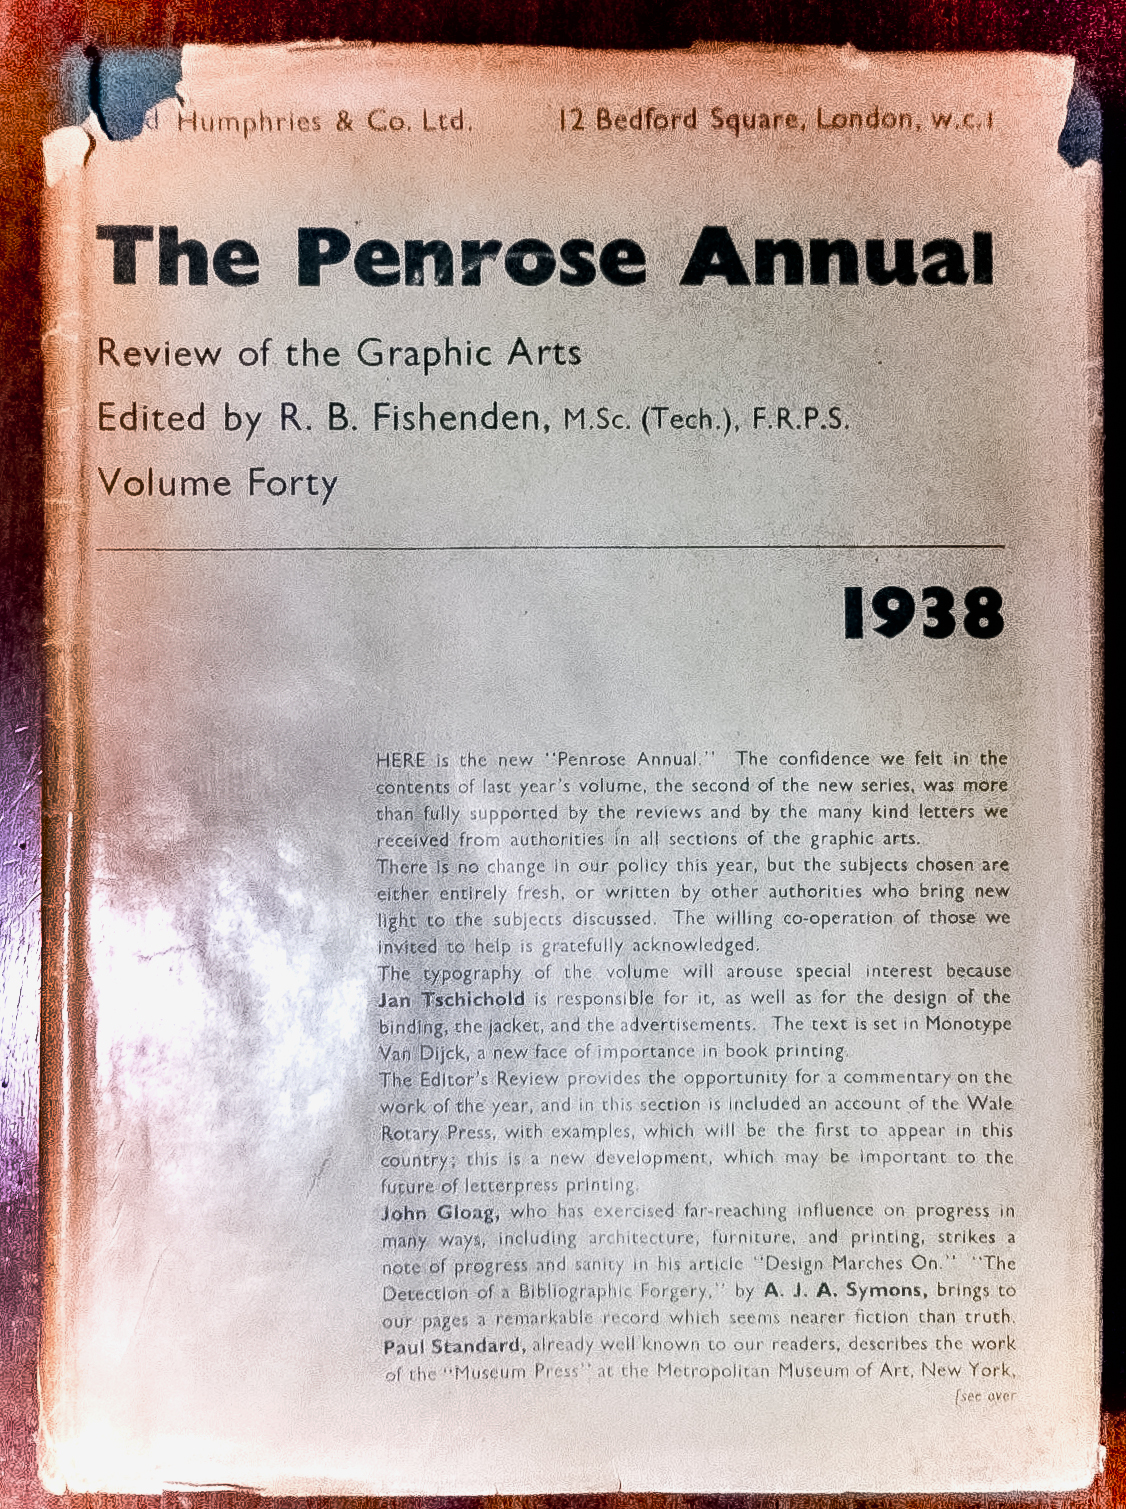 d Humphries & Co. Ltd. 12 Bedford Square, London, w.c.1
The Penrose Annual
Review of the Graphic Arts
Edited by R. B. Fishenden, M.Sc. (Tech.), F.R.P.S.
Volume Forty
1938
HERE is the new "Penrose Annual." The confidence we felt in the
contents of last year's volume, the second of the new series, was more
than fully supported by the reviews and by the many kind letters we
received from authorities in all sections of the graphic arts.
There is no change in our policy this year, but the subjects chosen are
either entirely fresh, or written by other authorities who bring new
light to the subjects discussed. The willing co-operation of those we
invited to help is gratefully acknowledged.
The typography of the volume will arouse special interest because
Jan Tschichold is responsible for it, as well as for the design of the
binding, the jacket, and the advertisements. The text is set in Monotype
Van Dijck, a new face of importance in book printing.
The Editor's Review provides the opportunity for a commentary on the
work of the year, and in this section is included an account of the Wale
Rotary Press, with examples, which will be the first to appear in this
country; this is a new development, which may be important to the
future of letterpress printing.
John Gloag, who has exercised far-reaching influence on progress in
many ways, including architecture, furniture, and printing, strikes a
note of progress and sanity in his article "Design Marches On." "The
Detection of a Bibliographic Forgery," by A. J. A. Symons, brings to
our pages a remarkable record which seems nearer fiction than truth.
Paul Standard, already well known to our readers, describes the work
of the "Museum Press" at the Metropolitan Museum of Art, New York,
[see over